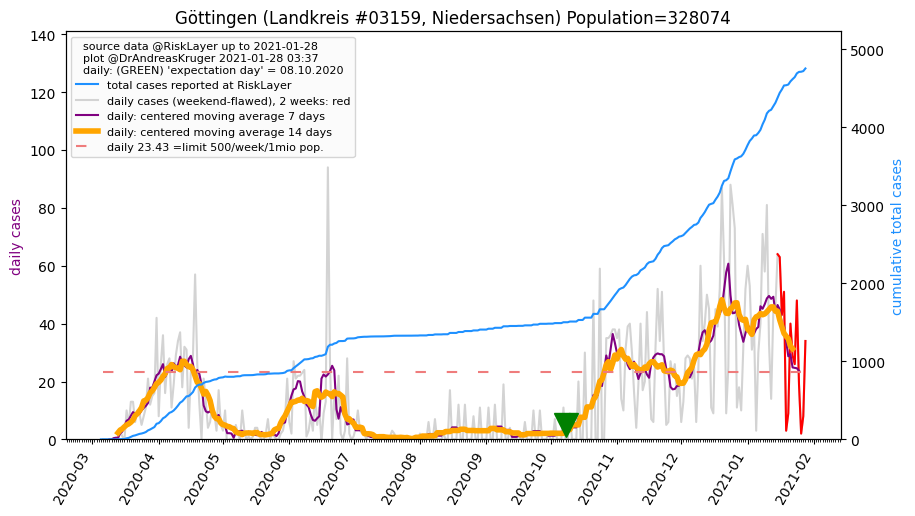 Göttingen (Landkreis #03159, Niedersachsen) Population=328074
source data @RiskLayer up to 2021-01-28
plot @DrAndreasKruger 2021-01-28 03:37
daily: (GREEN) 'expectation day' = 08.10.2020
total cases reported at RiskLayer
daily cases (weekend-flawed), 2 weeks: red
daily: centered moving average 7 days
daily: centered moving average 14 days
daily 23.43 =limit 500/week/1mio pop.
daily cases
140
120
100
80
60
40
20
0
cumulative total cases
5000
4000
3000
2000
1000
0
2020-03
2020-04
2020-05
2020-06
2020-07
2020-08
2020-09
2020-10
2020-11
2020-12
2021-01
2021-02